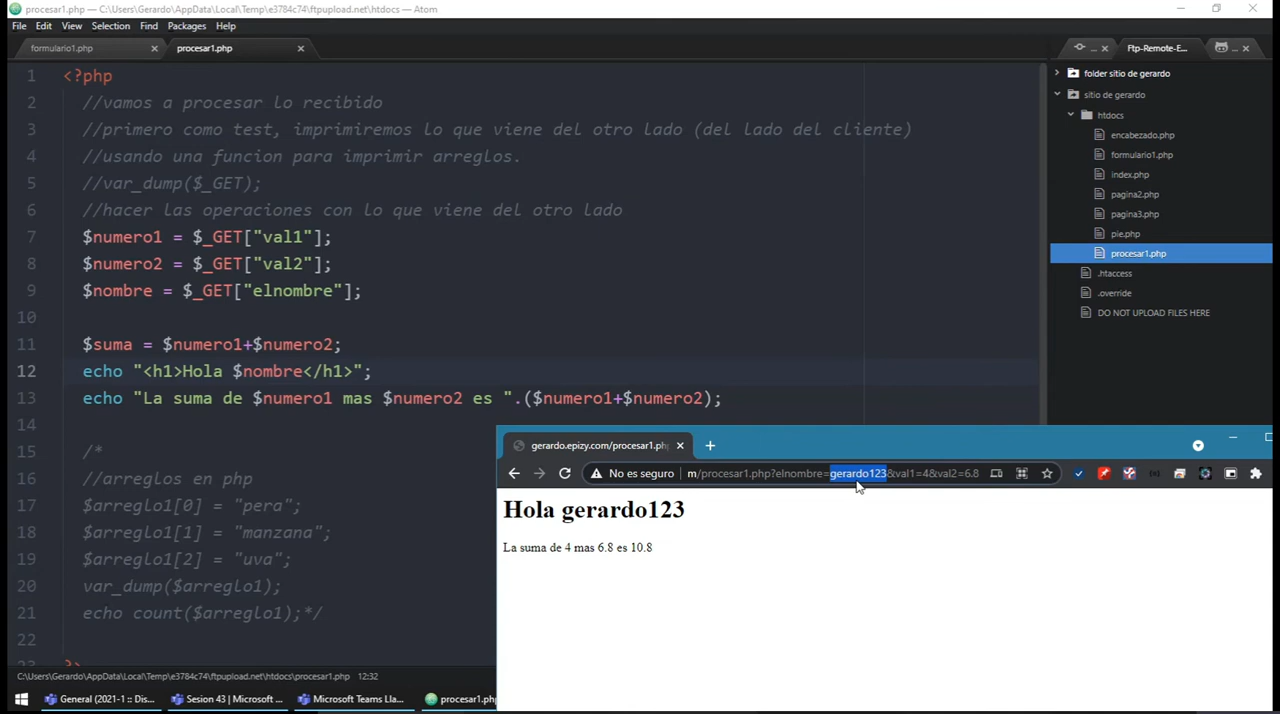 procesar1.php — C:\Users\Gerardo\AppData\Local\Temp\e3784c74\ftpupload.net\htdocs — Atom
File Edit View Selection Find Packages Help
formulario1.php procesar1.php ... Ftp-Remote-E... ...
1 <?php
2 //vamos a procesar lo recibido
3 //primero como test, imprimiremos lo que viene del otro lado (del lado del cliente)
4 //usando una funcion para imprimir arreglos.
5 //var_dump($_GET);
6 //hacer las operaciones con lo que viene del otro lado
7 $numero1 = $_GET["val1"];
8 $numero2 = $_GET["val2"];
9 $nombre = $_GET["elnombre"];
10
11 $suma = $numero1+$numero2;
12 echo "<h1>Hola $nombre</h1>";
13 echo "La suma de $numero1 mas $numero2 es ".($numero1+$numero2);
14
15 /*
16 //arreglos en php
17 $arreglo1[0] = "pera";
18 $arreglo1[1] = "manzana";
19 $arreglo1[2] = "uva";
20 var_dump($arreglo1);
21 echo count($arreglo1);*/
22
23 ?>
folder sitio de gerardo
sitio de gerardo
htdocs
encabezado.php
formulario1.php
index.php
pagina2.php
pagina3.php
pie.php
procesar1.php
.htaccess
.override
DO NOT UPLOAD FILES HERE
gerardo.epizy.com/procesar1.php
No es seguro m/procesar1.php?elnombre=gerardo123&val1=4&val2=6.8
Hola gerardo123
La suma de 4 mas 6.8 es 10.8
C:\Users\Gerardo\AppData\Local\Temp\e3784c74\ftpupload.net\htdocs\procesar1.php 12:32
General (2021-1 :: Dis... Sesion 43 | Microsoft ... Microsoft Teams Lla... procesar1.php